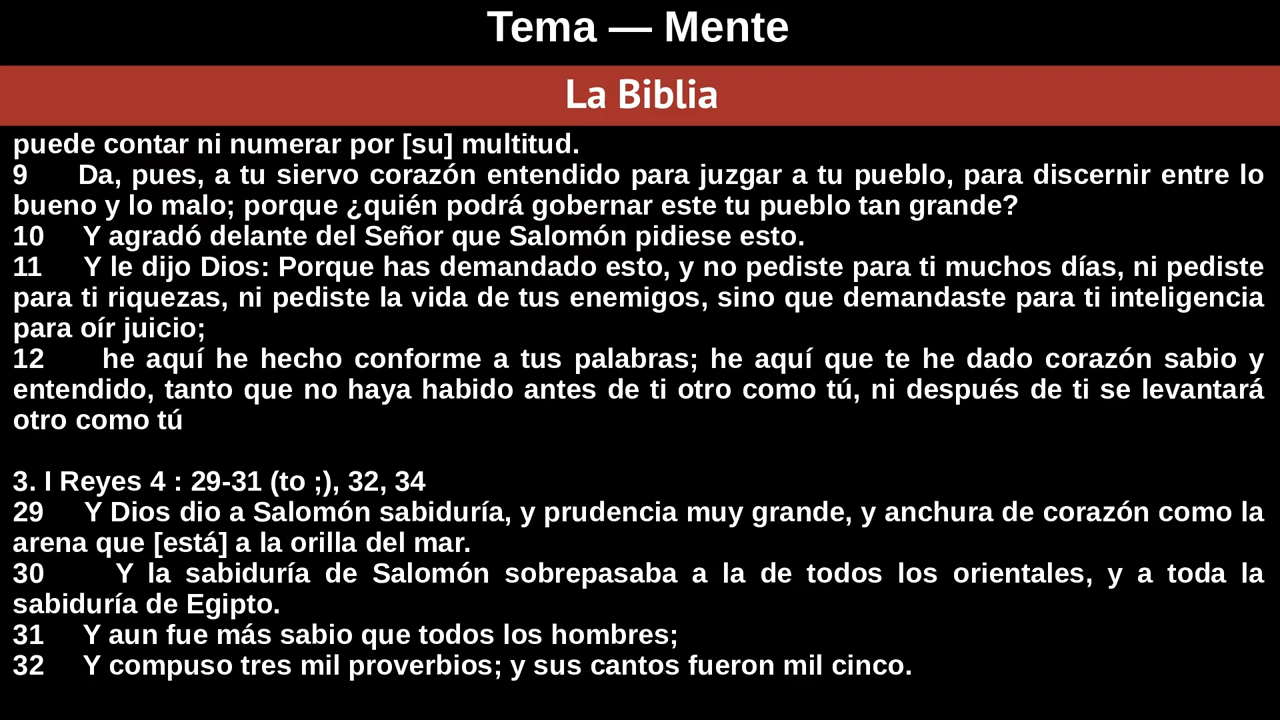 Tema — Mente
La Biblia
puede contar ni numerar por [su] multitud.
9 Da, pues, a tu siervo corazón entendido para juzgar a tu pueblo, para discernir entre lo
bueno y lo malo; porque ¿quién podrá gobernar este tu pueblo tan grande?
10 Y agradó delante del Señor que Salomón pidiese esto.
11 Y le dijo Dios: Porque has demandado esto, y no pediste para ti muchos días, ni pediste
para ti riquezas, ni pediste la vida de tus enemigos, sino que demandaste para ti inteligencia
para oír juicio;
12 he aquí he hecho conforme a tus palabras; he aquí que te he dado corazón sabio y
entendido, tanto que no haya habido antes de ti otro como tú, ni después de ti se levantará
otro como tú
3. I Reyes 4 : 29-31 (to ;), 32, 34
29 Y Dios dio a Salomón sabiduría, y prudencia muy grande, y anchura de corazón como la
arena que [está] a la orilla del mar.
30 Y la sabiduría de Salomón sobrepasaba a la de todos los orientales, y a toda la
sabiduría de Egipto.
31 Y aun fue más sabio que todos los hombres;
32 Y compuso tres mil proverbios; y sus cantos fueron mil cinco.